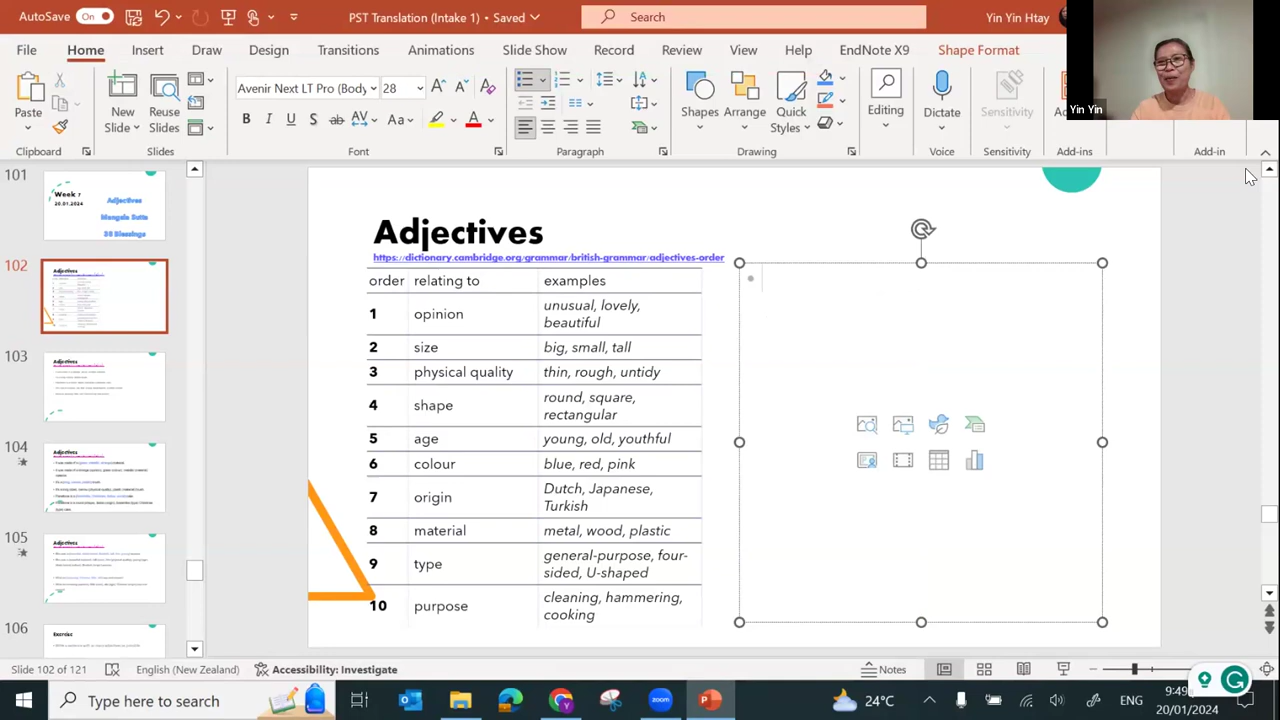 AutoSave On
PST Translation (Intake 1) - Saved
Search
Yin Yin Htay
File Home Insert Draw Design Transitions Animations Slide Show Record Review View Help EndNote X9 Shape Format
Yin Yin
Paste
New Slide
Reuse Slides
Avenir Next LT Pro (Body) 28
Shapes Arrange Quick Styles
Editing
Dictate
Sensitivity
Clipboard Slides Font Paragraph Drawing Voice Sensitivity Add-ins Add-in
101
Week 7
20.01.2024
Adjectives
Mangala Sutta
38 Blessings
102
Adjectives
103
Adjectives
104
Adjectives
105
Adjectives
106
Exercise
Adjectives
https://dictionary.cambridge.org/grammar/british-grammar/adjectives-order
order relating to examples
1 opinion unusual, lovely,
beautiful
2 size big, small, tall
3 physical quality thin, rough, untidy
4 shape round, square,
rectangular
5 age young, old, youthful
6 colour blue, red, pink
7 origin Dutch, Japanese,
Turkish
8 material metal, wood, plastic
9 type general-purpose, four-
sided, U-shaped
10 purpose cleaning, hammering,
cooking
Slide 102 of 121 English (New Zealand) Accessibility: Investigate Notes
Type here to search
24°C
ENG
9:49
20/01/2024